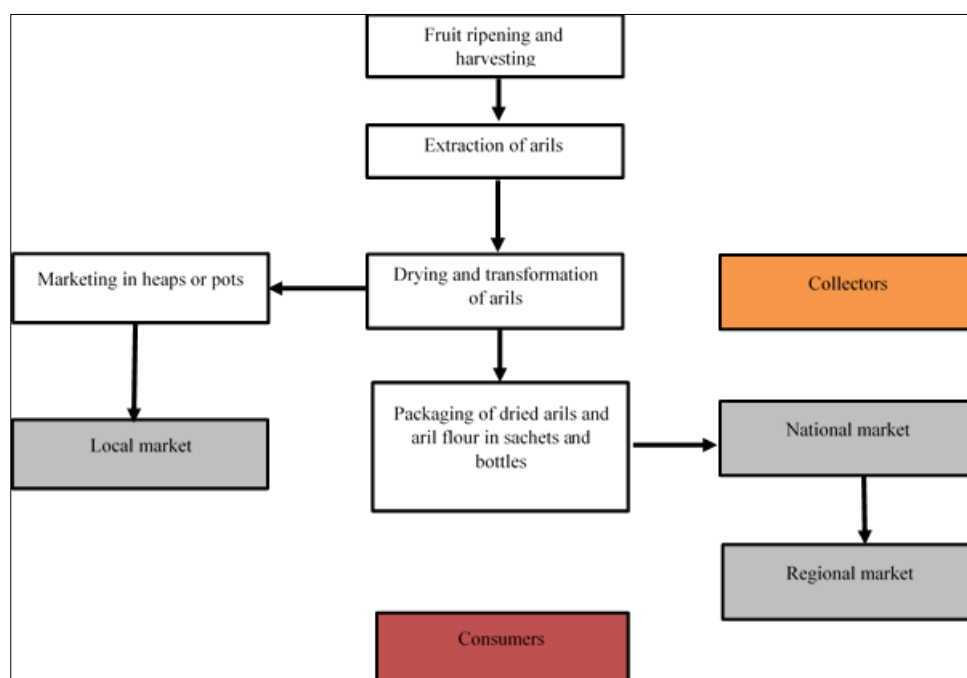 Fruit ripening and
harvesting
Extraction of arils
Marketing in heaps or pots
Drying and transformation
of arils
Collectors
Local market
Packaging of dried arils and
aril flour in sachets and
bottles
National market
Regional market
Consumers